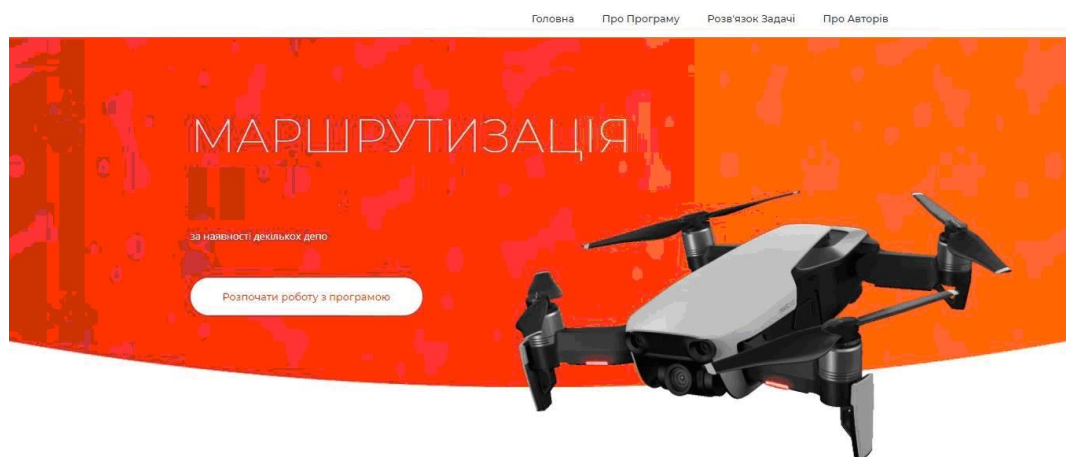 Головна Про Програму Розв'язок Задачі Про Авторів
МАРШРУТИЗАЦІЯ
за наявності декількох депо
Розпочати роботу з програмою